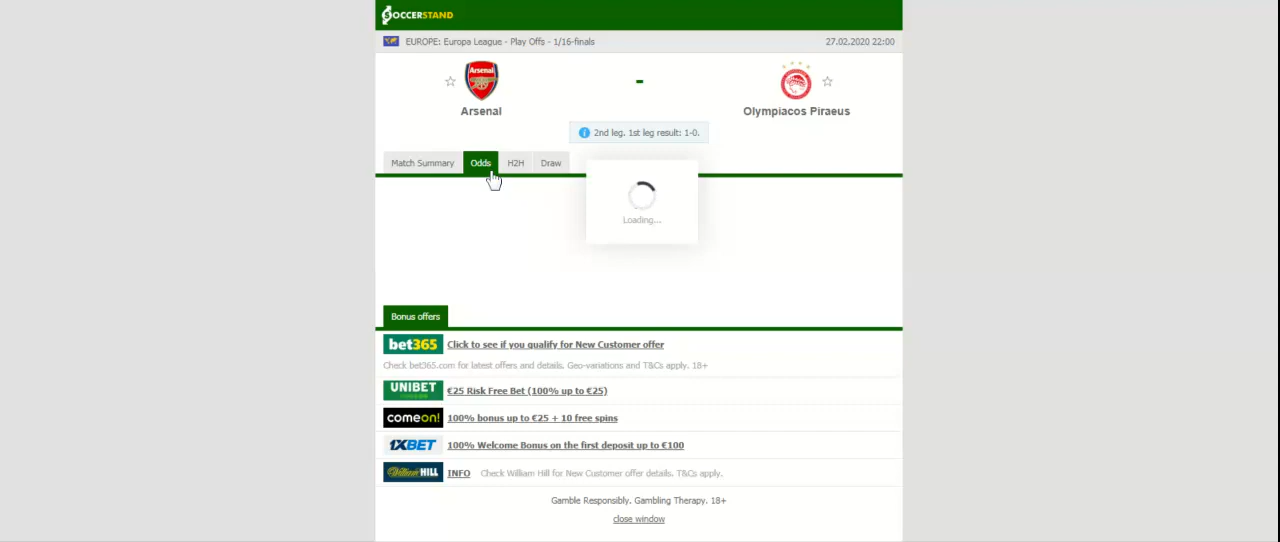 SOCCERSTAND
EUROPE: Europa League - Play Offs - 1/16-finals 27.02.2020 22:00
Arsenal
-
Arsenal Olympiacos Piraeus
2nd leg. 1st leg result: 1-0.
Match Summary Odds H2H Draw
Loading...
Bonus offers
bet365 Click to see if you qualify for New Customer offer
Check bet365.com for latest offers and details. Geo-variations and T&Cs apply. 18+
UNIBET €25 Risk Free Bet (100% up to €25)
comeon! 100% bonus up to €25 + 10 free spins
1XBET 100% Welcome Bonus on the first deposit up to €100
William HILL INFO Check William Hill for New Customer offer details. T&Cs apply.
Gamble Responsibly. Gambling Therapy. 18+
close window